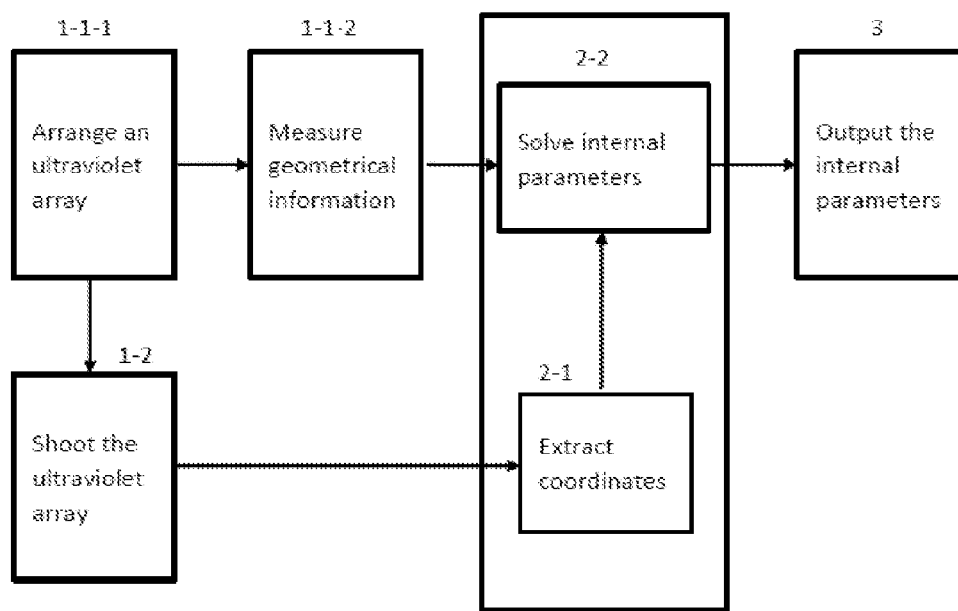 1-1-1
Arrange an
ultraviolet
array
1-1-2
Measure
geometrical
information
2-2
Solve internal
parameters
3
Output the
internal
parameters
1-2
Shoot the
ultraviolet
array
2-1
Extract
coordinates